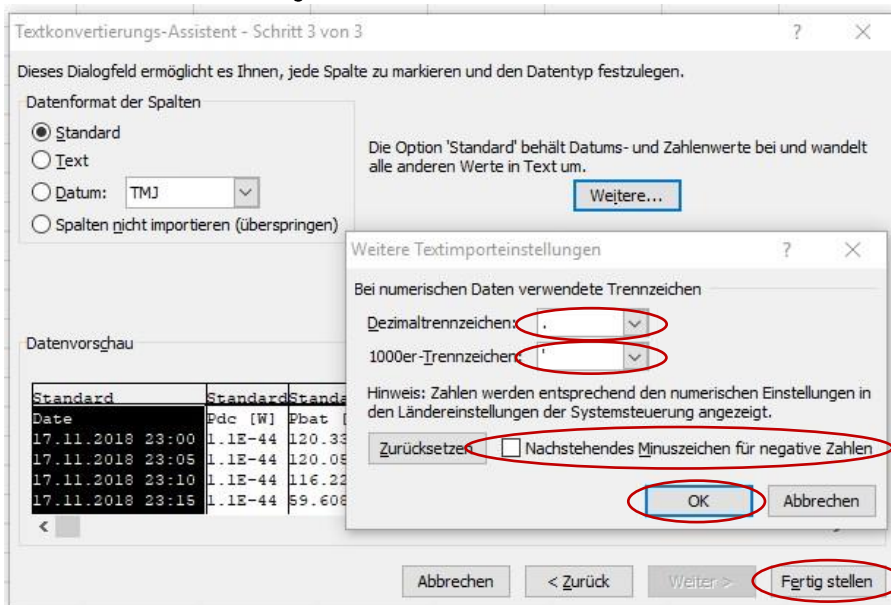 Textkonvertierungs-Assistent - Schritt 3 von 3
Dieses Dialogfeld ermöglicht es Ihnen, jede Spalte zu markieren und den Datentyp festzulegen.
Datenformat der Spalten
Standard
Text
Datum: TMJ
Spalten nicht importieren (überspringen)
Die Option 'Standard' behält Datums- und Zahlenwerte bei und wandelt
alle anderen Werte in Text um.
Weitere...
Datenvorschau
Standard Standard Standa
Date Pdc [W] Pbat [
17.11.2018 23:00 1.1E-44 120.33
17.11.2018 23:05 1.1E-44 120.05
17.11.2018 23:10 1.1E-44 116.22
17.11.2018 23:15 1.1E-44 59.608
Weitere Textimporteinstellungen
Bei numerischen Daten verwendete Trennzeichen
Dezimaltrennzeichen: .
1000er-Trennzeichen: '
Hinweis: Zahlen werden entsprechend den numerischen Einstellungen in
den Ländereinstellungen der Systemsteuerung angezeigt.
Zurücksetzen Nachstehendes Minuszeichen für negative Zahlen
OK Abbrechen
Abbrechen < Zurück Weiter > Fertig stellen